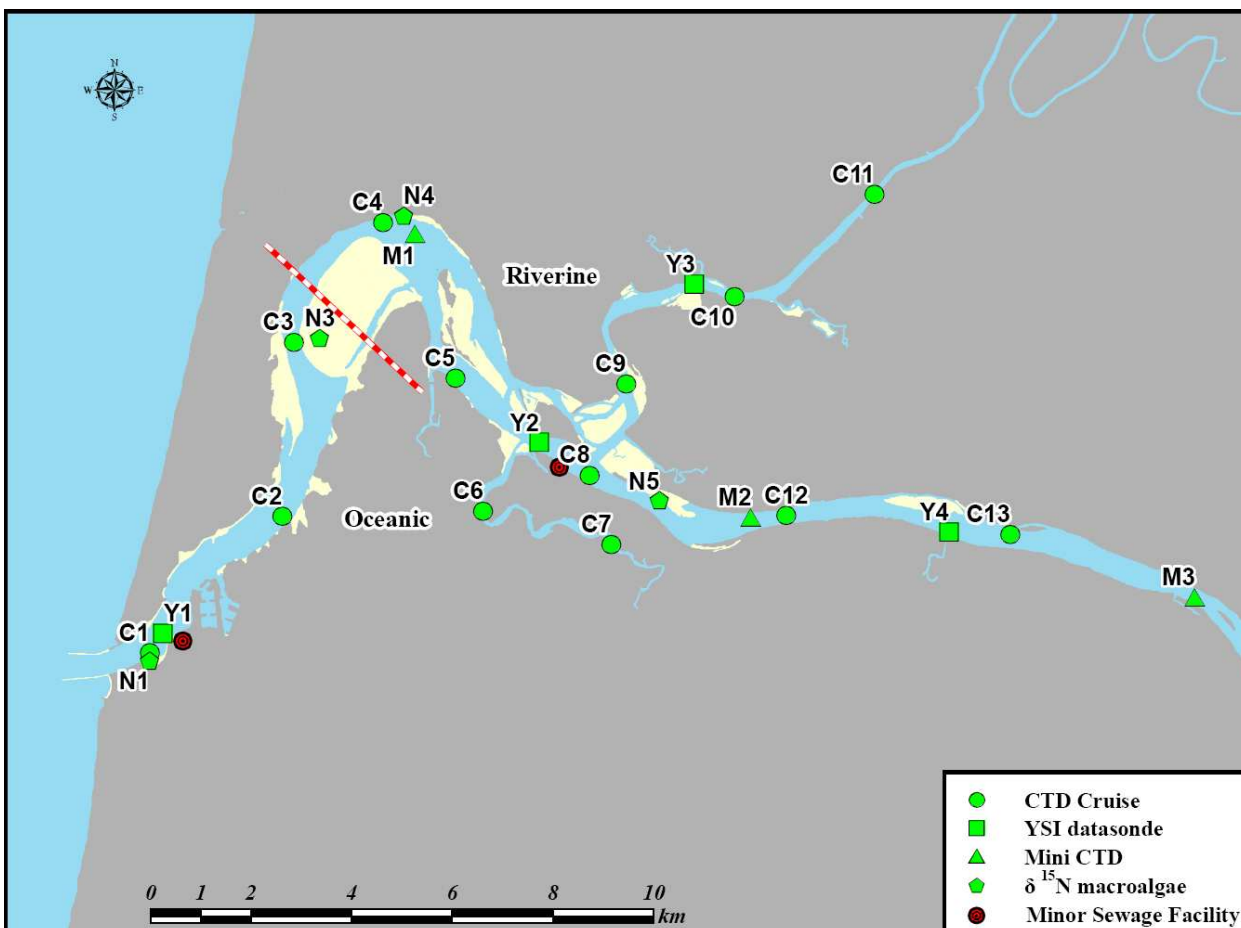 N
W E
S
C11
C4 N4
M1
Riverine
Y3
C10
C3 N3
C5
C9
Y2
C8
C6
N5
M2 C12
C2
Oceanic
C7
Y4 C13
M3
Y1
C1
N1
CTD Cruise
YSI datasonde
Mini CTD
δ ¹⁵N macroalgae
Minor Sewage Facility
0 1 2 4 6 8 10
km